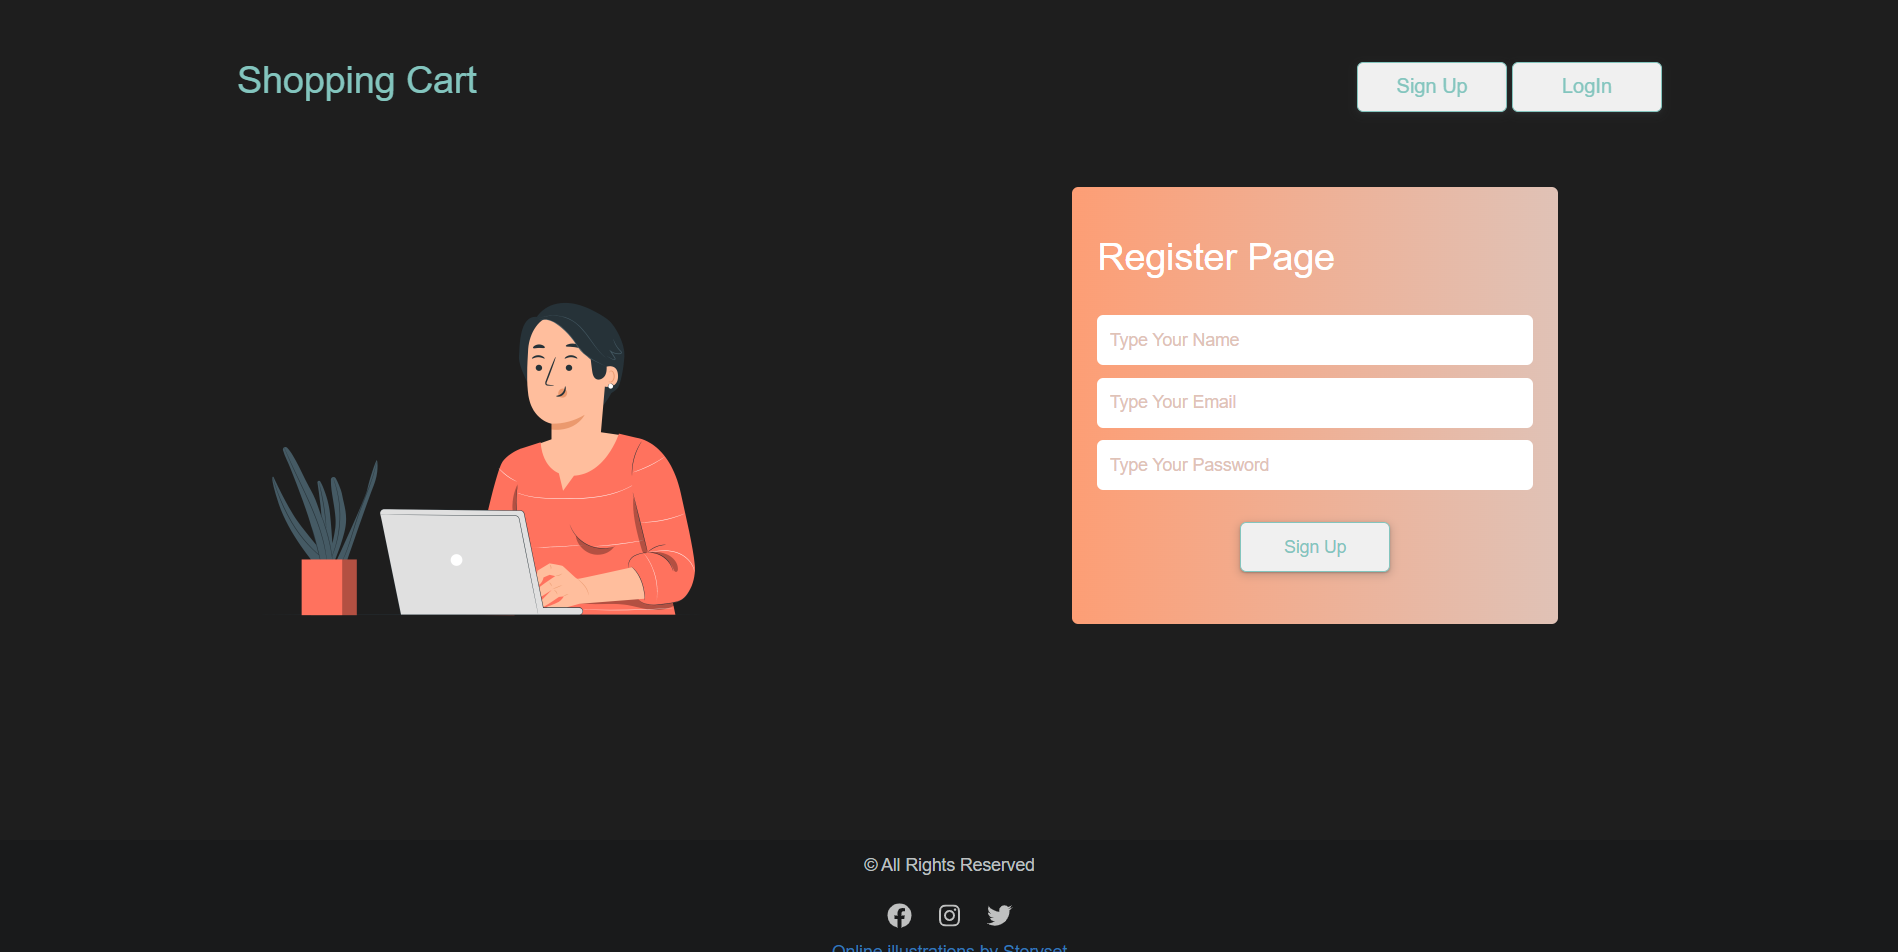 Shopping Cart
Sign Up
LogIn
Register Page
Type Your Name
Type Your Email
Type Your Password
Sign Up
© All Rights Reserved
Online illustrations by Storyset